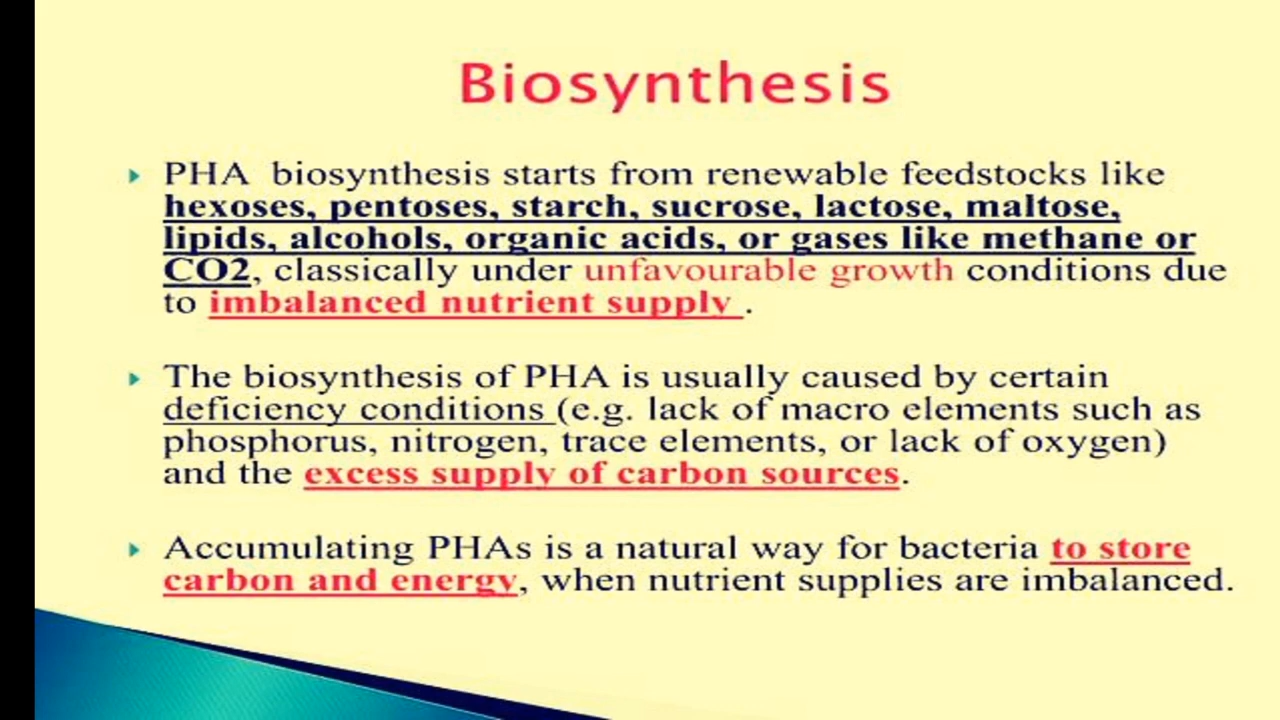 Biosynthesis
PHA biosynthesis starts from renewable feedstocks like
hexoses, pentoses, starch, sucrose, lactose, maltose,
lipids, alcohols, organic acids, or gases like methane or
CO2, classically under unfavourable growth conditions due
to imbalanced nutrient supply .
The biosynthesis of PHA is usually caused by certain
deficiency conditions (e.g. lack of macro elements such as
phosphorus, nitrogen, trace elements, or lack of oxygen)
and the excess supply of carbon sources.
Accumulating PHAs is a natural way for bacteria to store
carbon and energy, when nutrient supplies are imbalanced.